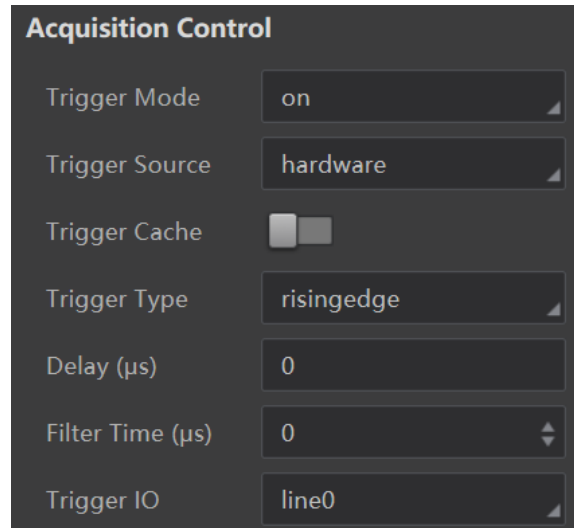 Acquisition Control
Trigger Mode on
Trigger Source hardware
Trigger Cache
Trigger Type risingedge
Delay (μs) 0
Filter Time (μs) 0
Trigger IO line0